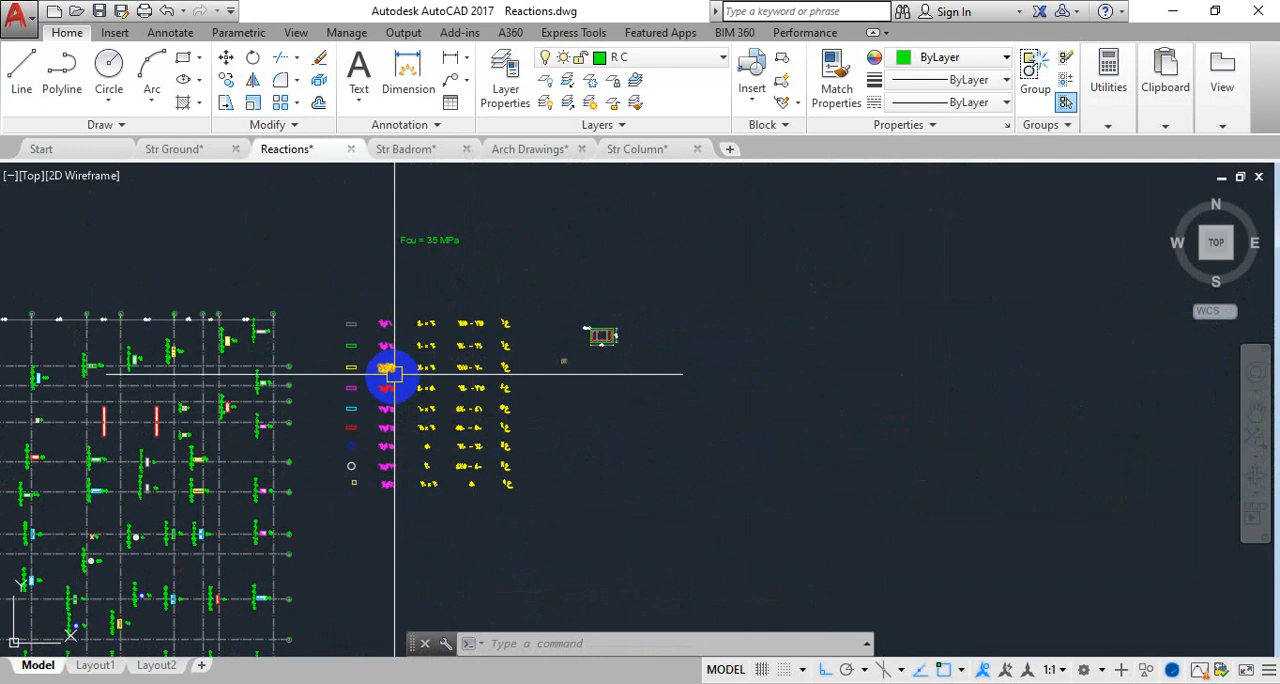 Autodesk AutoCAD 2017 Reactions.dwg
Type a keyword or phrase
Sign In
Home Insert Annotate Parametric View Manage Output Add-ins A360 Express Tools Featured Apps BIM 360 Performance
Line Polyline Circle Arc
Text Dimension
Layer Properties
R C
Insert
Match Properties
ByLayer
ByLayer
ByLayer
Group
Utilities
Clipboard
View
Draw Modify Annotation Layers Block Properties Groups
Start Str Ground* Reactions* Str Badrom* Arch Drawings* Str Column*
[−][Top][2D Wireframe]
N
W TOP E
S
WCS
Fcu = 35 MPa
Y
X
Type a command
Model Layout1 Layout2
MODEL
1:1